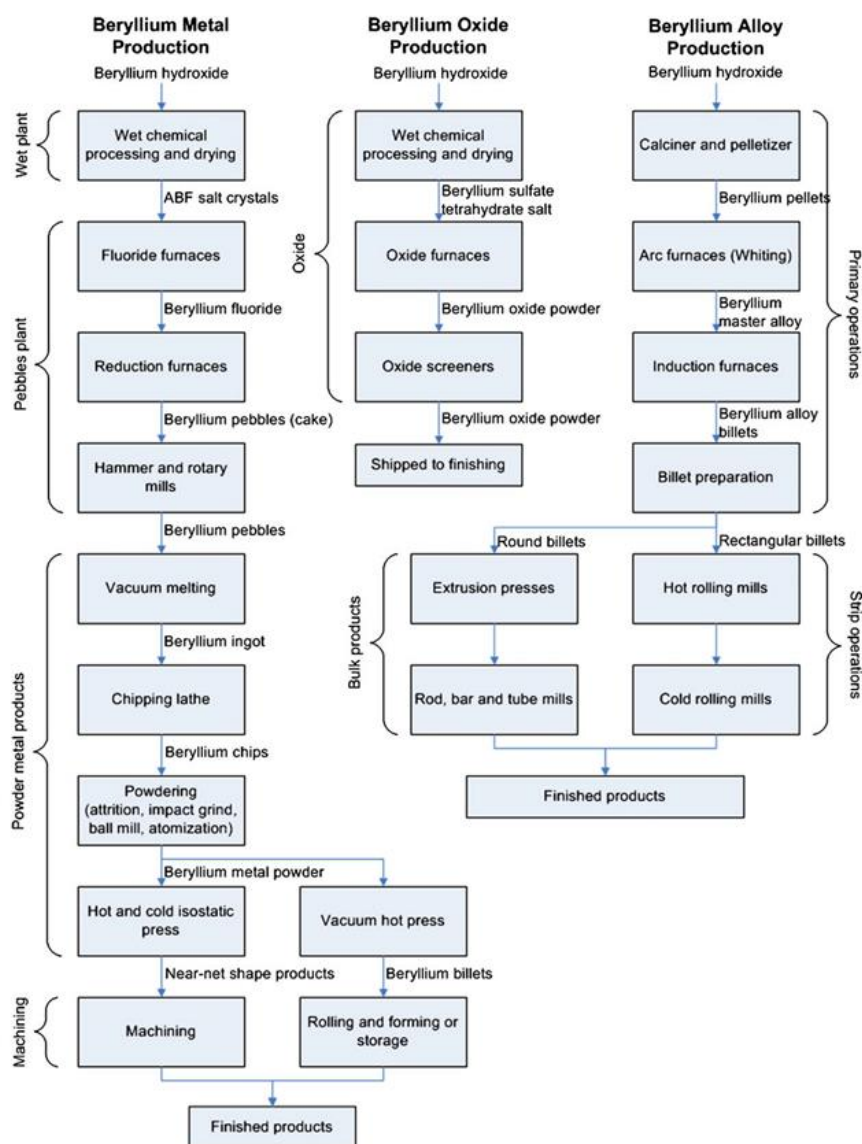 Beryllium Metal
Production
Beryllium hydroxide
Wet plant
Wet chemical
processing and drying
ABF salt crystals
Pebbles plant
Fluoride furnaces
Beryllium fluoride
Reduction furnaces
Beryllium pebbles (cake)
Hammer and rotary
mills
Beryllium pebbles
Powder metal products
Vacuum melting
Beryllium ingot
Chipping lathe
Beryllium chips
Powdering
(attrition, impact grind,
ball mill, atomization)
Beryllium metal powder
Hot and cold isostatic
press
Vacuum hot press
Near-net shape products
Beryllium billets
Machining
Machining
Rolling and forming or
storage
Finished products
Beryllium Oxide
Production
Beryllium hydroxide
Oxide
Wet chemical
processing and drying
Beryllium sulfate
tetrahydrate salt
Oxide furnaces
Beryllium oxide powder
Oxide screeners
Beryllium oxide powder
Shipped to finishing
Beryllium Alloy
Production
Beryllium hydroxide
Calciner and pelletizer
Beryllium pellets
Arc furnaces (Whiting)
Beryllium
master alloy
Induction furnaces
Beryllium alloy
billets
Billet preparation
Primary operations
Round billets
Rectangular billets
Bulk products
Extrusion presses
Hot rolling mills
Rod, bar and tube mills
Cold rolling mills
Strip operations
Finished products